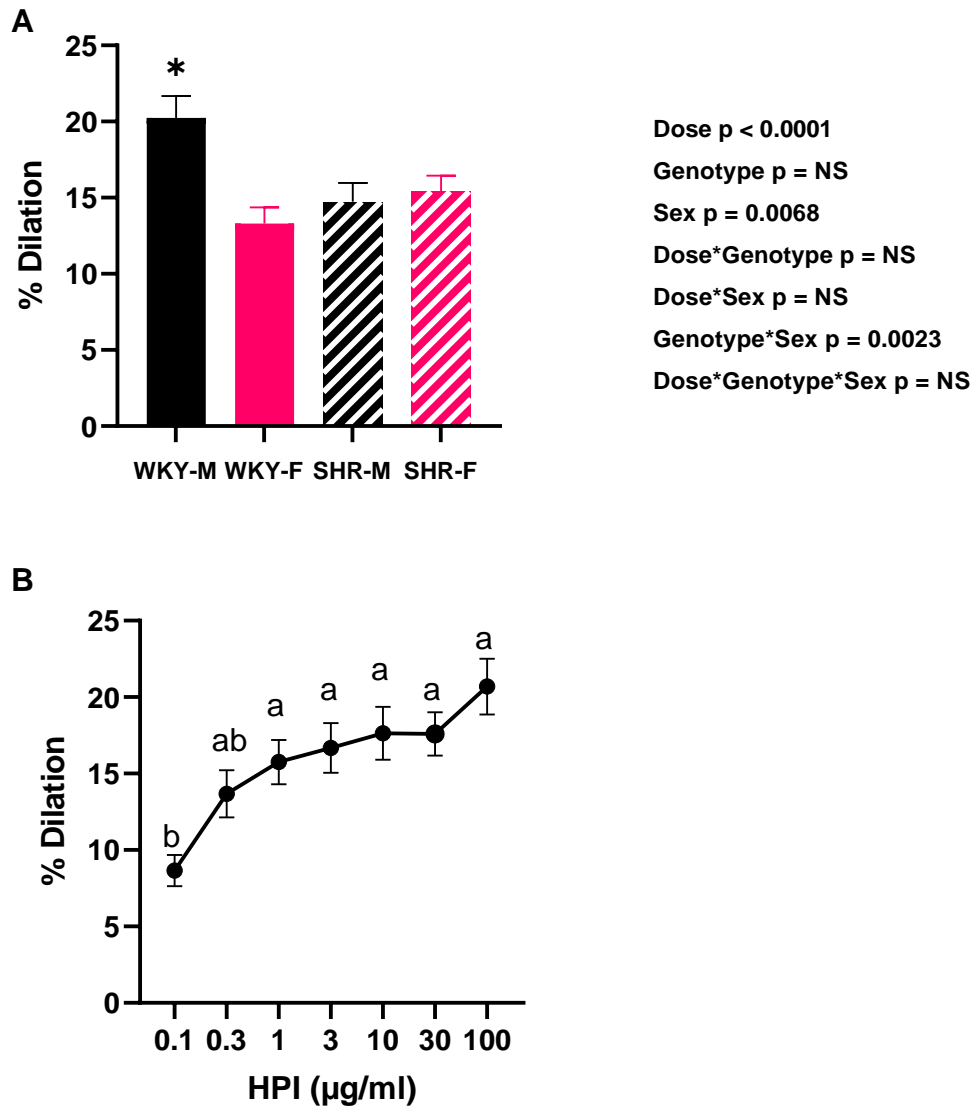 A
25
20
15
10
5
0
% Dilation
*
WKY-M WKY-F SHR-M SHR-F
Dose p < 0.0001
Genotype p = NS
Sex p = 0.0068
Dose*Genotype p = NS
Dose*Sex p = NS
Genotype*Sex p = 0.0023
Dose*Genotype*Sex p = NS
B
25
20
15
10
5
0
% Dilation
b
ab
a
a
a
a
a
0.1 0.3 1 3 10 30 100
HPI (µg/ml)